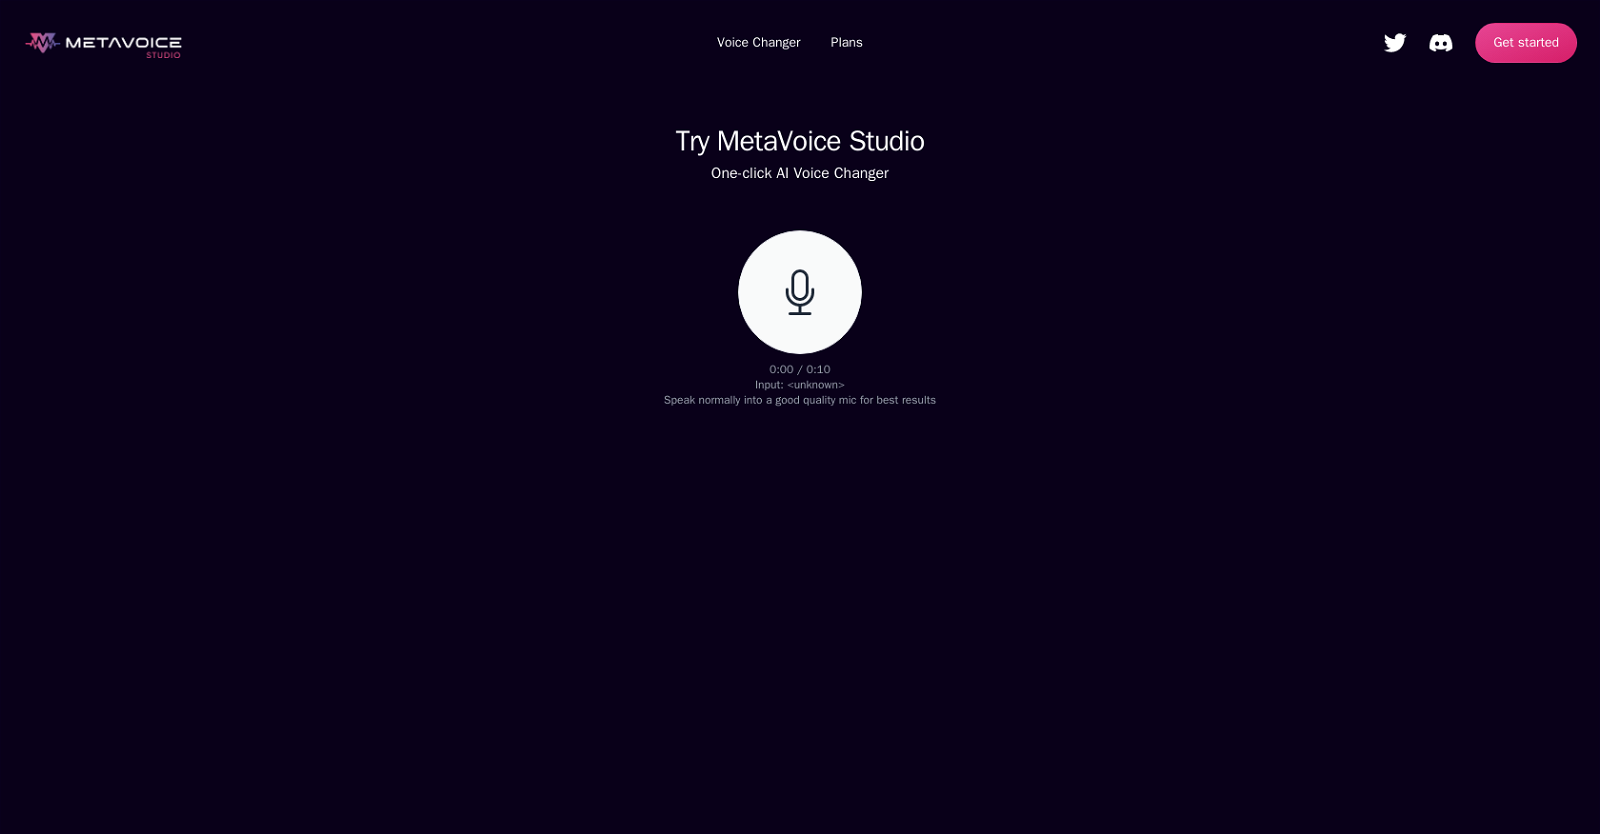 METAVOICE
STUDIO
Voice Changer
Plans
Get started
Try MetaVoice Studio
One-click AI Voice Changer
0:00 / 0:10
Input: <unknown>
Speak normally into a good quality mic for best results